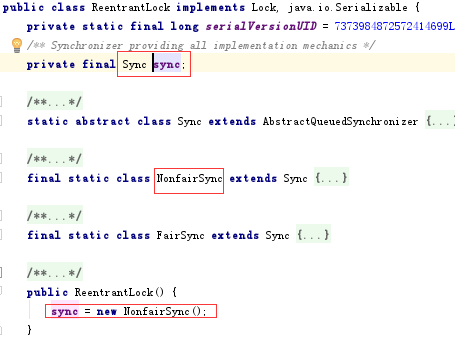 public class ReentrantLock implements Lock, java.io.Serializable {
private static final long serialVersionUID = 7373984872572414699L
/** Synchronizer providing all implementation mechanics */
private final Sync sync;
/**...*/
static abstract class Sync extends AbstractQueuedSynchronizer {...}
/**...*/
final static class NonfairSync extends Sync {...}
/**...*/
final static class FairSync extends Sync {...}
/**...*/
public ReentrantLock() {
sync = new NonfairSync();
}